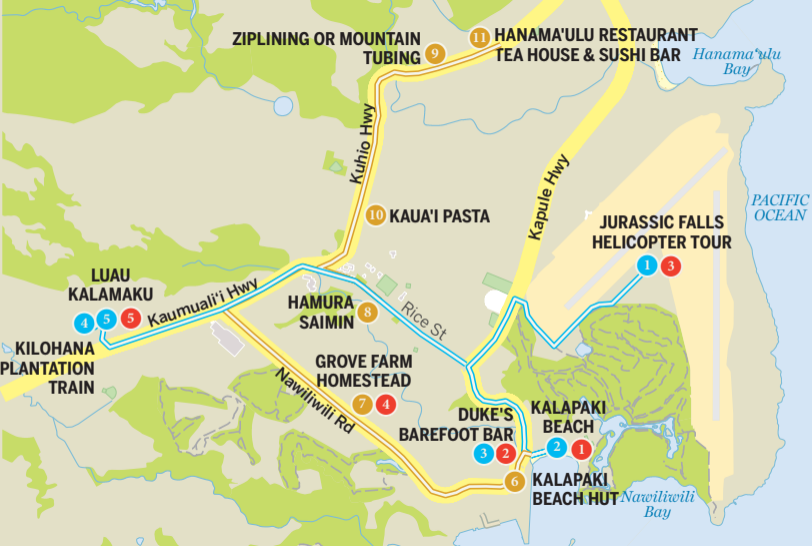 ZIPLINING OR MOUNTAIN
TUBING
9
11
HANAMA'ULU RESTAURANT
TEA HOUSE & SUSHI BAR
Hanama'ulu
Bay
Kuhio Hwy
Kapule Hwy
PACIFIC
OCEAN
10
KAUA'I PASTA
JURASSIC FALLS
HELICOPTER TOUR
1
3
LUAU
KALAMAKU
4
5
5
Kaumuali'i Hwy
KILOHANA
PLANTATION
TRAIN
HAMURA
SAIMIN
8
Rice St
GROVE FARM
HOMESTEAD
7
4
Nawiliwili Rd
DUKE'S
BAREFOOT BAR
3
2
KALAPAKI
BEACH
2
1
6
KALAPAKI
BEACH HUT
Nawiliwili
Bay